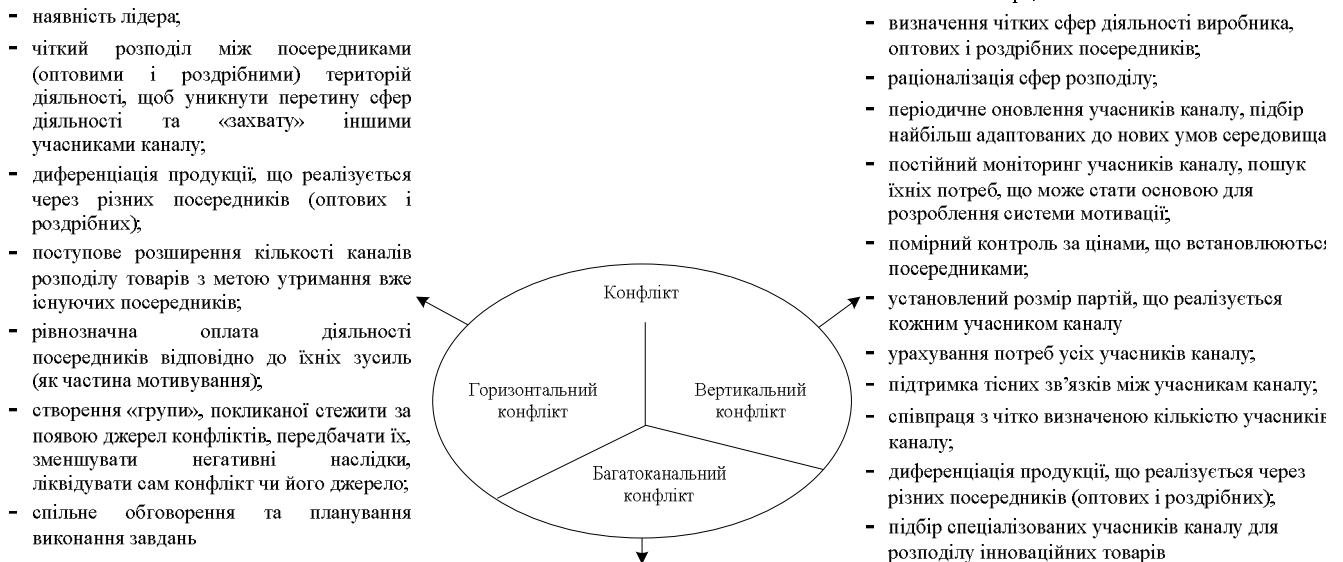 - наявність лідера;
- чіткий розподіл між посередниками
(оптовими і роздрібними) територій
діяльності, щоб уникнути перетину сфер
діяльності та «захвату» іншими
учасниками каналу;
- диференціація продукції, що реалізується
через різних посередників (оптових і
роздрібних);
- поступове розширення кількості каналів
розподілу товарів з метою утримання вже
існуючих посередників;
- рівнозначна оплата діяльності
посередників відповідно до їхніх зусиль
(як частина мотивування);
- створення «групи», покликаної стежити за
появою джерел конфліктів, передбачати їх,
зменшувати негативні наслідки,
ліквідувати сам конфлікт чи його джерело;
- спільне обговорення та планування
виконання завдань
Конфлікт
Горизонтальний
конфлікт
Вертикальний
конфлікт
Багатоканальний
конфлікт
- визначення чітких сфер діяльності виробника,
оптових і роздрібних посередників;
- раціоналізація сфер розподілу;
- періодичне оновлення учасників каналу, підбір
найбільш адаптованих до нових умов середовища
- постійний моніторинг учасників каналу, пошук
їхніх потреб, що може стати основою для
розроблення системи мотивації;
- помірний контроль за цінами, що встановлюються
посередниками;
- установлений розмір партій, що реалізується
кожним учасником каналу
- урахування потреб усіх учасників каналу;
- підтримка тісних зв’язків між учасникам каналу;
- співпраця з чітко визначеною кількістю учасників
каналу;
- диференціація продукції, що реалізується через
різних посередників (оптових і роздрібних);
- підбір спеціалізованих учасників каналу для
розподілу інноваційних товарів